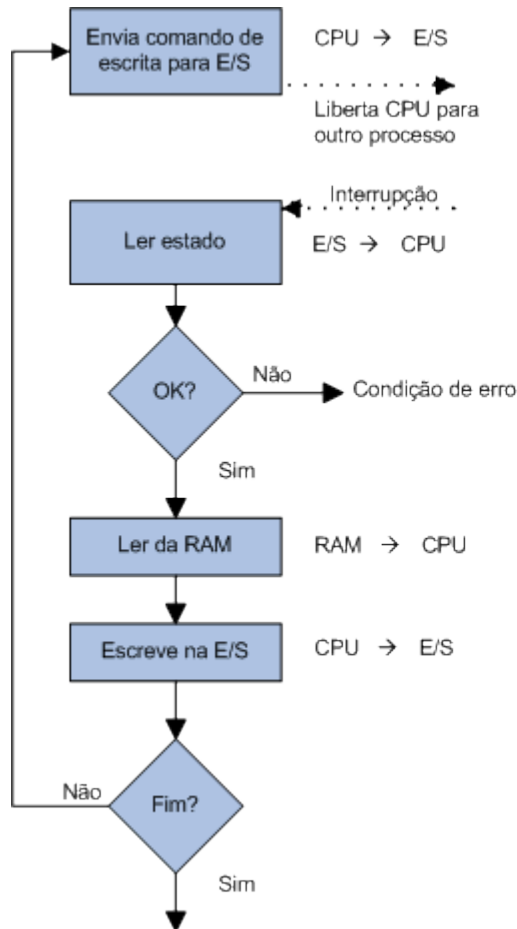 Envia comando de
escrita para E/S
CPU → E/S
Liberta CPU para
outro processo
Interrupção
Ler estado
E/S → CPU
OK?
Não
Condição de erro
Sim
Ler da RAM
RAM → CPU
Escreve na E/S
CPU → E/S
Não
Fim?
Sim